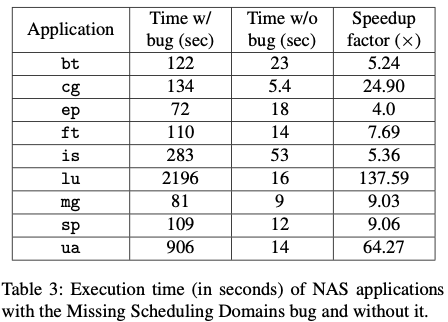 Application Time w/ bug (sec) Time w/o bug (sec) Speedup factor (×)
bt 122 23 5.24
cg 134 5.4 24.90
ep 72 18 4.0
ft 110 14 7.69
is 283 53 5.36
lu 2196 16 137.59
mg 81 9 9.03
sp 109 12 9.06
ua 906 14 64.27
Table 3: Execution time (in seconds) of NAS applications
with the Missing Scheduling Domains bug and without it.